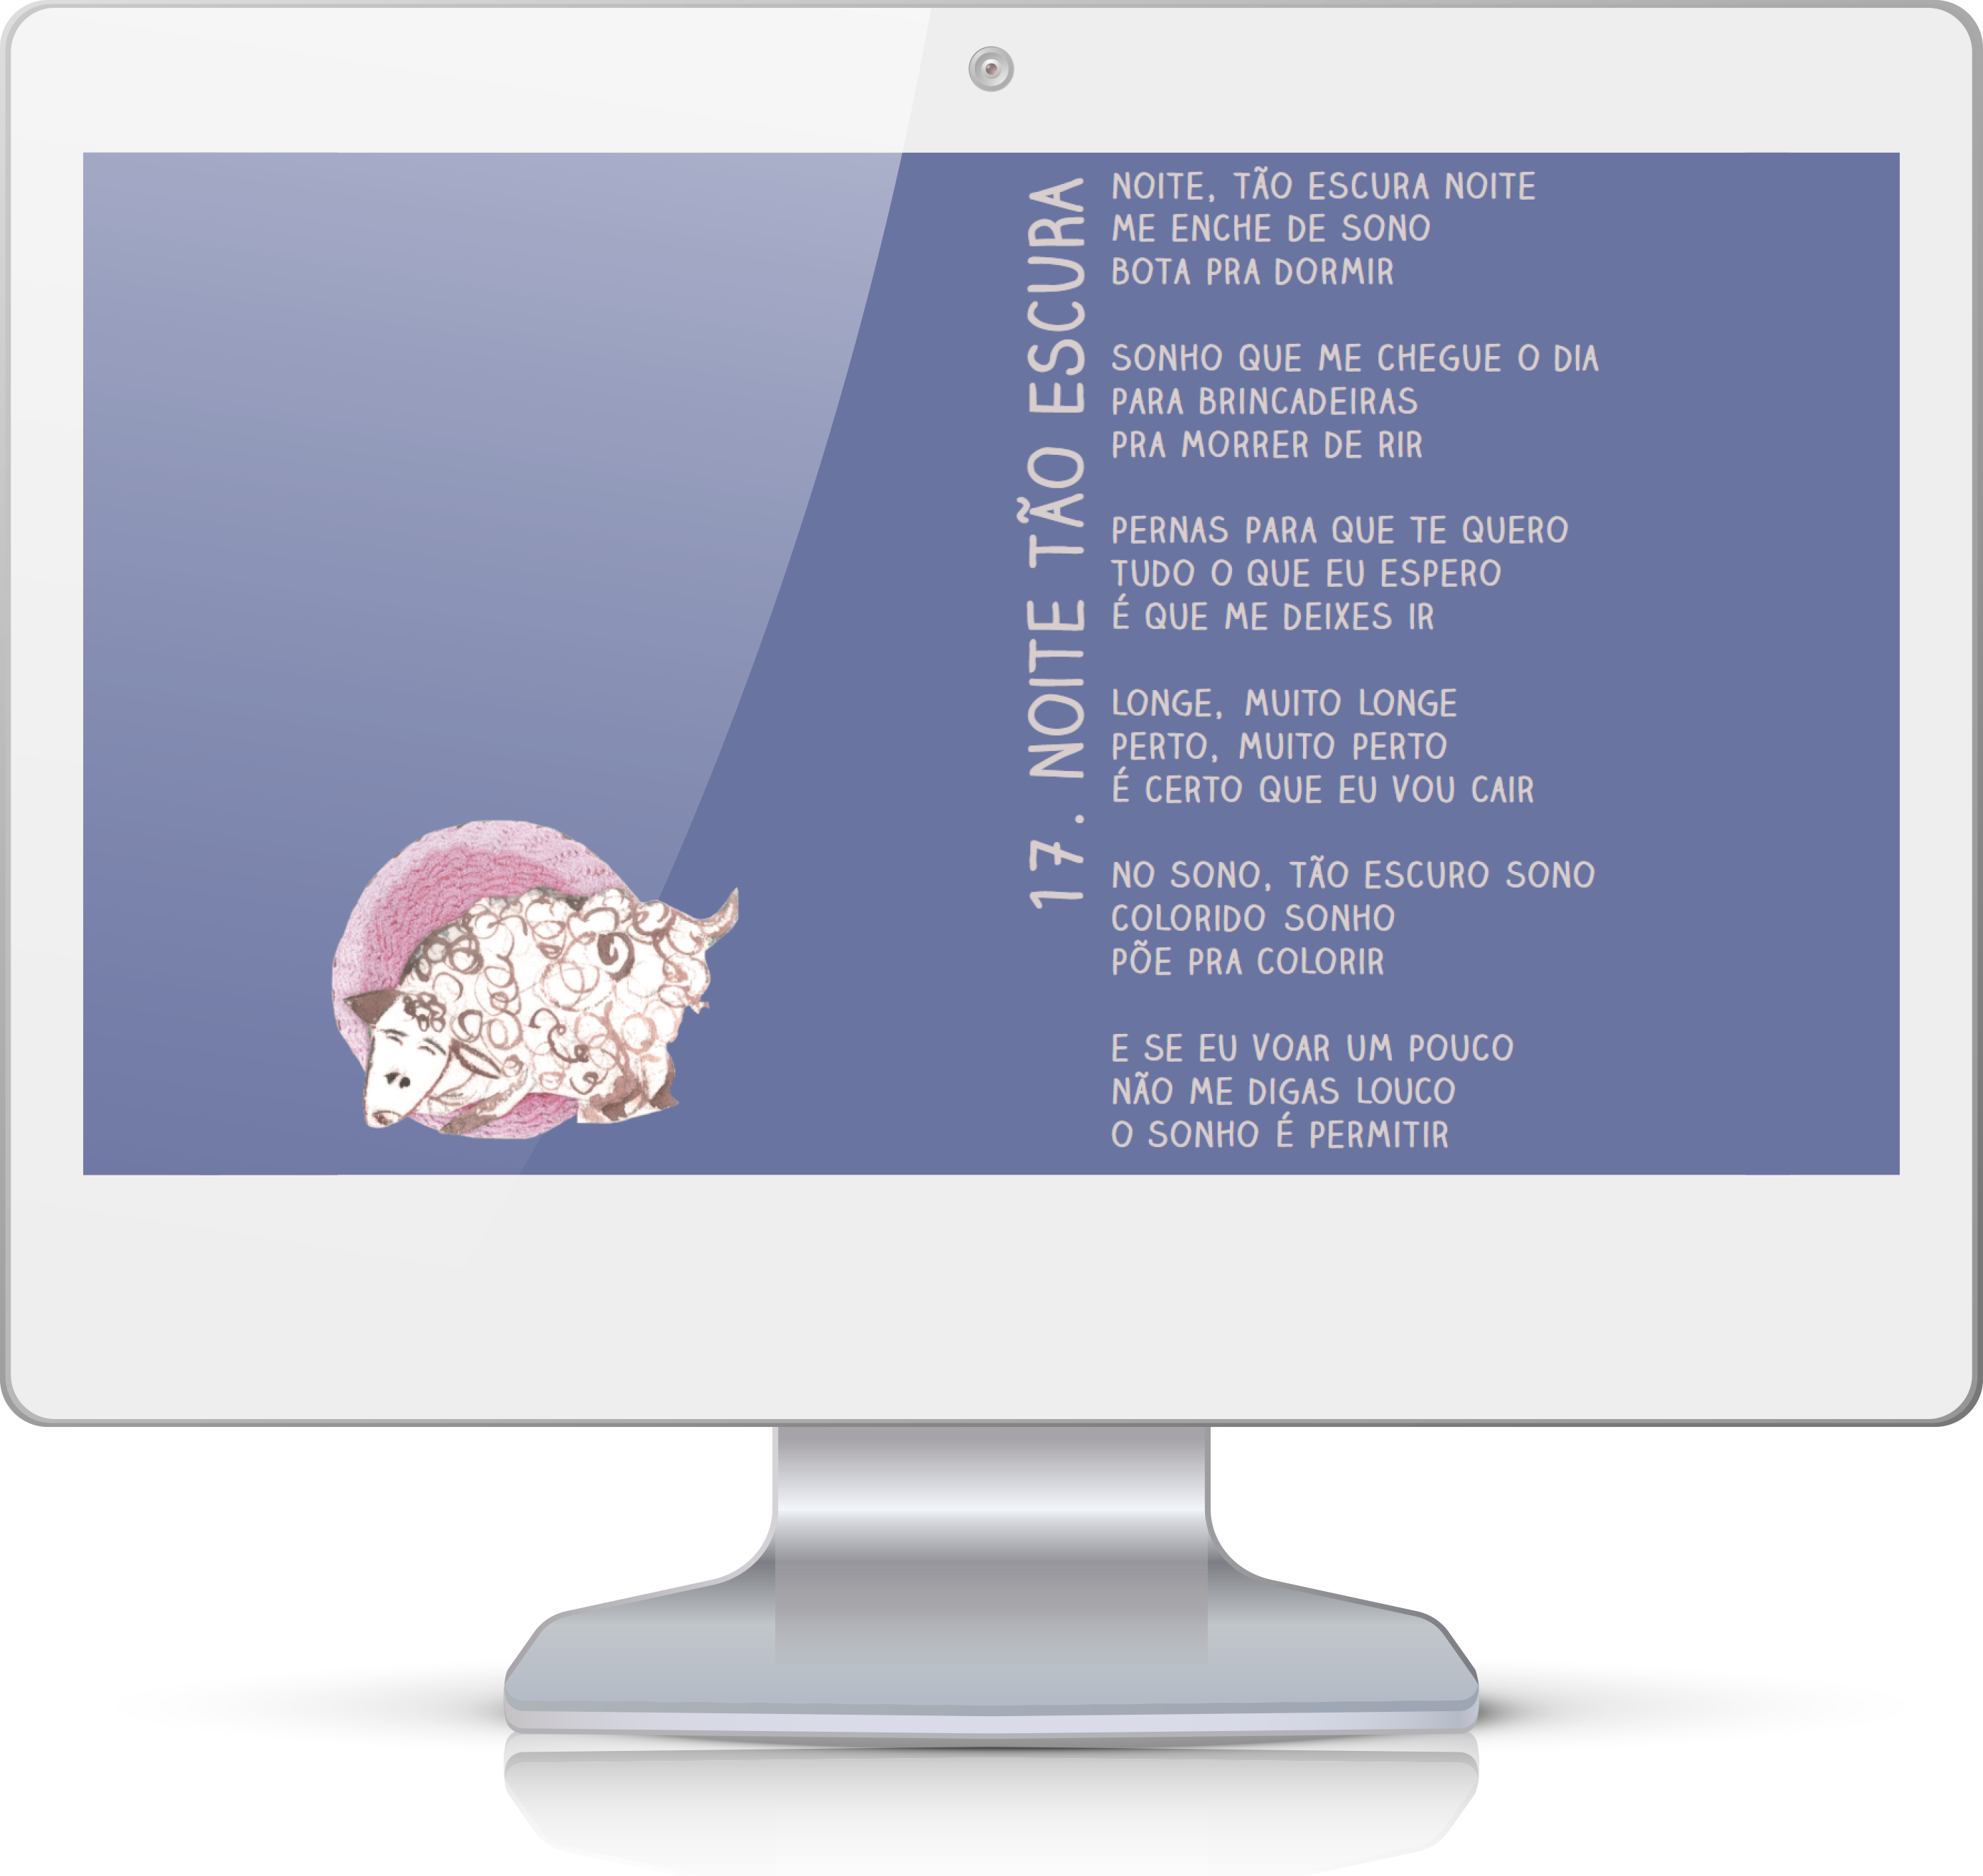 17. NOITE TÃO ESCURA
NOITE, TÃO ESCURA NOITE
ME ENCHE DE SONO
BOTA PRA DORMIR
SONHO QUE ME CHEGUE O DIA
PARA BRINCADEIRAS
PRA MORRER DE RIR
PERNAS PARA QUE TE QUERO
TUDO O QUE EU ESPERO
É QUE ME DEIXES IR
LONGE, MUITO LONGE
PERTO, MUITO PERTO
É CERTO QUE EU VOU CAIR
NO SONO, TÃO ESCURO SONO
COLORIDO SONHO
PÕE PRA COLORIR
E SE EU VOAR UM POUCO
NÃO ME DIGAS LOUCO
O SONHO É PERMITIR